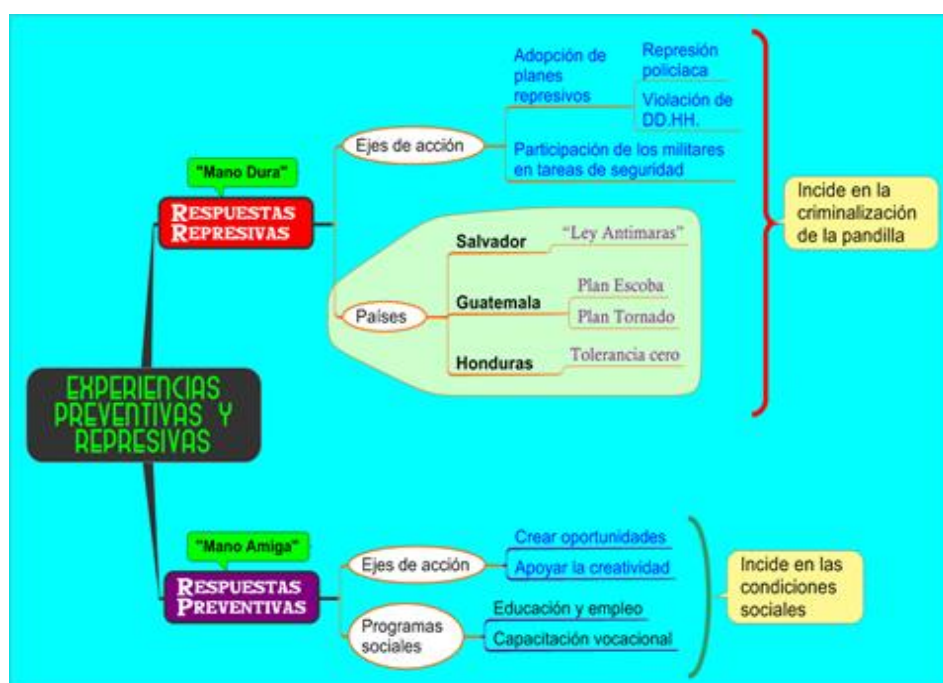 EXPERIENCIAS
PREVENTIVAS Y
REPRESIVAS
"Mano Dura"
RESPUESTAS
REPRESIVAS
Ejes de acción
Adopción de
planes
represivos
Represión
policíaca
Violación de
DD.HH.
Participación de los militares
en tareas de seguridad
Países
Salvador
"Ley Antimaras"
Guatemala
Plan Escoba
Plan Tornado
Honduras
Tolerancia cero
Incide en la
criminalización
de la pandilla
"Mano Amiga"
RESPUESTAS
PREVENTIVAS
Ejes de acción
Crear oportunidades
Apoyar la creatividad
Programas
sociales
Educación y empleo
Capacitación vocacional
Incide en las
condiciones
sociales